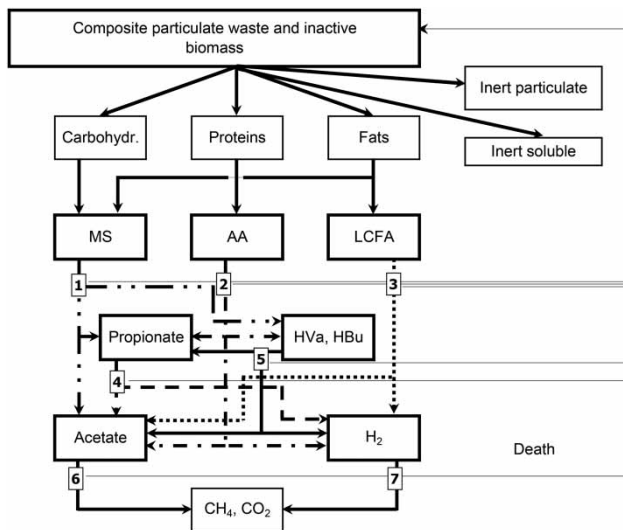 Composite particulate waste and inactive
biomass
Inert particulate
Carbohydr.
Proteins
Fats
Inert soluble
MS
AA
LCFA
1
2
3
Propionate
HVa, HBu
5
4
Acetate
H₂
Death
6
7
CH₄, CO₂